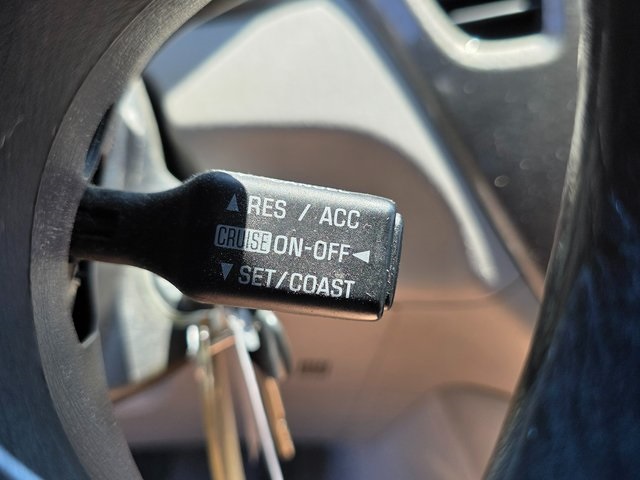 ▲ RES / ACC
CRUISE ON-OFF ◄
▼ SET/COAST